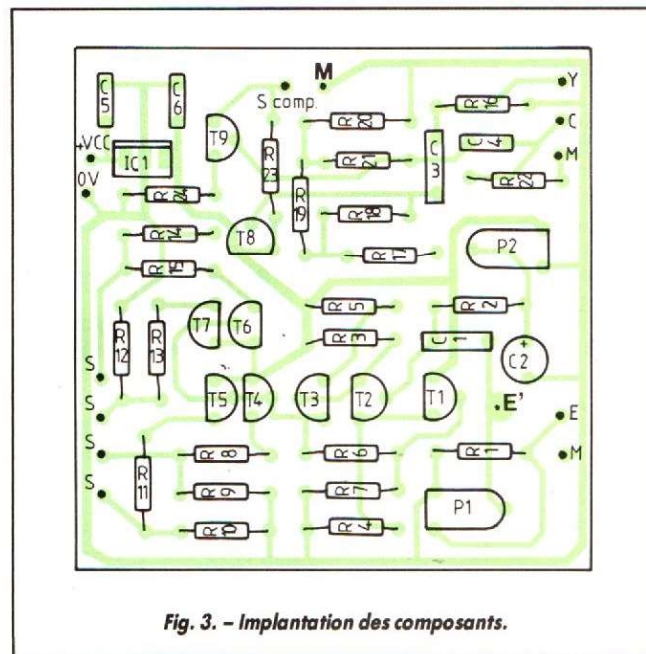 M
S comp.
Y
C
M
C5
C6
T9
R20
R16
C4
+VCC
IC1
R23
R21
C3
R22
0V
R24
R19
R18
R14
T8
R17
P2
R15
T7
T6
R5
R2
R12
R13
R3
C1
+
C2
S
T5
T4
T3
T2
T1
E'
E
S
R8
R6
R1
M
S
R11
R9
R7
P1
S
R10
R4
Fig. 3. – Implantation des composants.